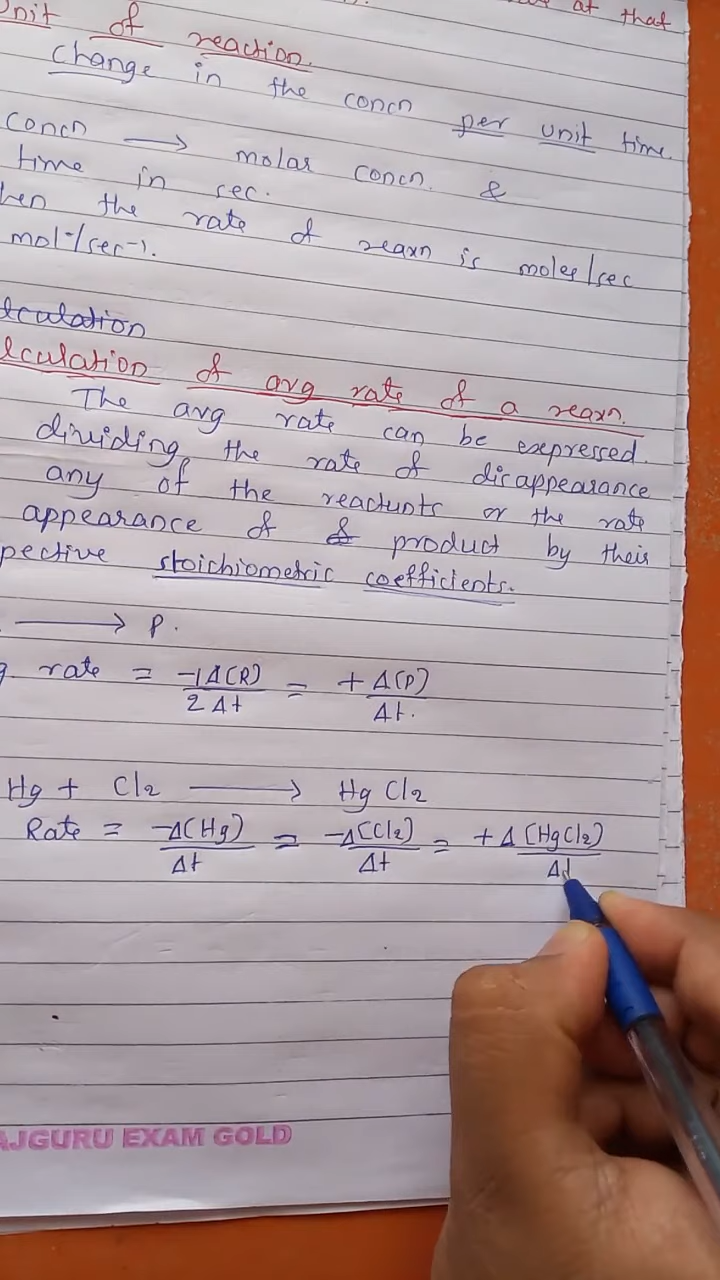 Unit of reaction.
at that
change in the concn per unit time.
concn → molar concn. &
time in sec.
hen the rate of reaxn is moles/sec
mol-1/sec-1.
lculation
lculation of avg rate of a reaxn.
The avg rate can be expressed.
dividing the rate of disappearance
any of the reactunts or the rate
appearance of & product by their
pective stoichiometric coefficients.
→ P.
g rate = -1Δ(R)/2Δt = +Δ(P)/Δt.
Hg + Cl2 → HgCl2
Rate = -Δ(Hg)/Δt = -Δ(Cl2)/Δt = +Δ[HgCl2)/Δt
AJGURU EXAM GOLD